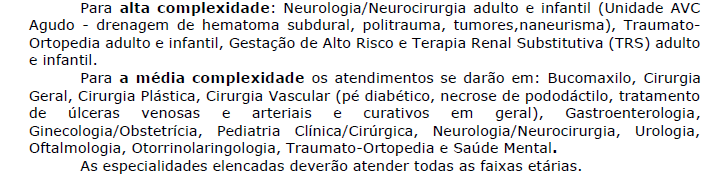 Para alta complexidade: Neurologia/Neurocirurgia adulto e infantil (Unidade AVC
Agudo - drenagem de hematoma subdural, politrauma, tumores,naneurisma), Traumato-
Ortopedia adulto e infantil, Gestação de Alto Risco e Terapia Renal Substitutiva (TRS) adulto
e infantil.
Para a média complexidade os atendimentos se darão em: Bucomaxilo, Cirurgia
Geral, Cirurgia Plástica, Cirurgia Vascular (pé diabético, necrose de pododáctilo, tratamento
de úlceras venosas e arteriais e curativos em geral), Gastroenterologia,
Ginecologia/Obstetrícia, Pediatria Clínica/Cirúrgica, Neurologia/Neurocirurgia, Urologia,
Oftalmologia, Otorrinolaringologia, Traumato-Ortopedia e Saúde Mental.
As especialidades elencadas deverão atender todas as faixas etárias.